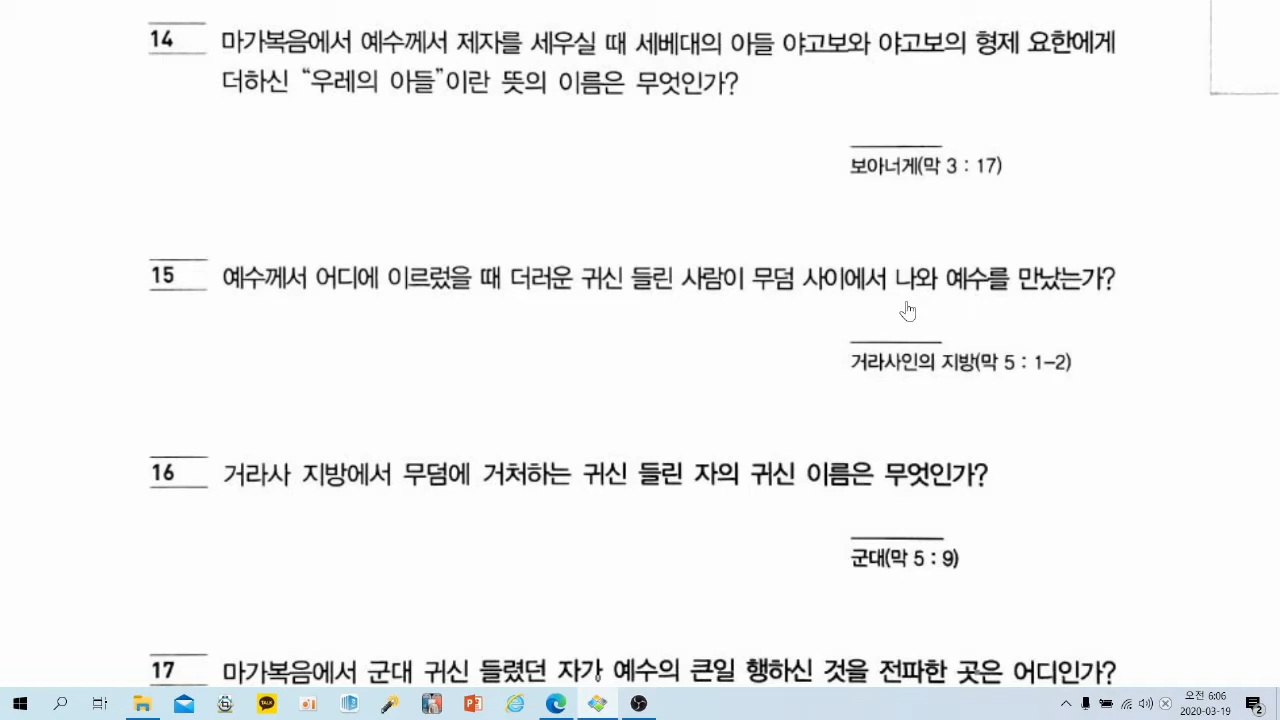 14 마가복음에서 예수께서 제자를 세우실 때 세베대의 아들 야고보와 야고보의 형제 요한에게
더하신 “우레의 아들”이란 뜻의 이름은 무엇인가?
보아너게(막 3 : 17)
15 예수께서 어디에 이르렀을 때 더러운 귀신 들린 사람이 무덤 사이에서 나와 예수를 만났는가?
거라사인의 지방(막 5 : 1-2)
16 거라사 지방에서 무덤에 거처하는 귀신 들린 자의 귀신 이름은 무엇인가?
군대(막 5 : 9)
17 마가복음에서 군대 귀신 들렸던 자가 예수의 큰일 행하신 것을 전파한 곳은 어디인가?
TALK
오전 6:06
2020-03-19
2